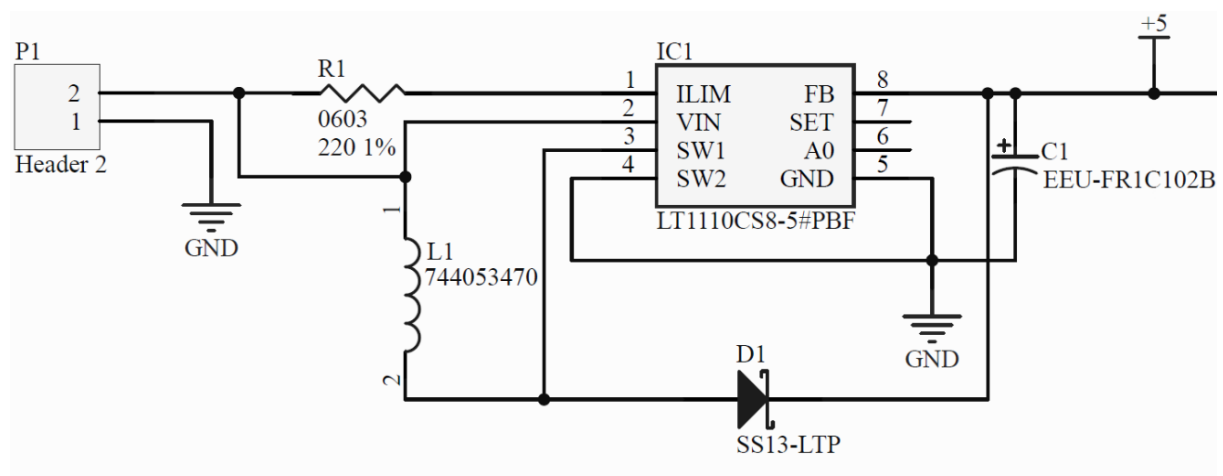 P1
2
1
Header 2
GND
R1
0603
220 1%
IC1
1 ILIM FB 8
2 VIN SET 7
3 SW1 A0 6
4 SW2 GND 5
LT1110CS8-5#PBF
+5
+
C1
EEU-FR1C102B
1
L1
744053470
2
GND
D1
SS13-LTP